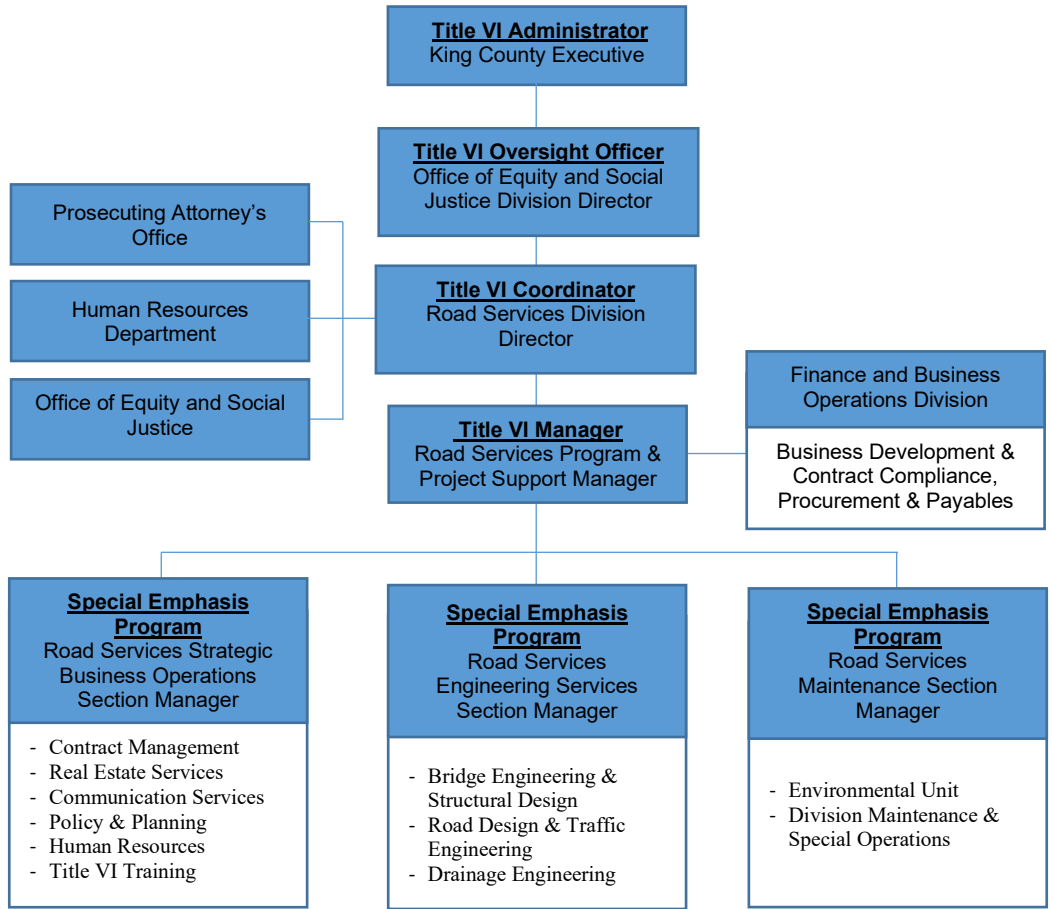 Title VI Administrator
King County Executive
Title VI Oversight Officer
Office of Equity and Social
Justice Division Director
Prosecuting Attorney's
Office
Title VI Coordinator
Road Services Division
Director
Human Resources
Department
Office of Equity and Social
Justice
Title VI Manager
Road Services Program &
Project Support Manager
Finance and Business
Operations Division
Business Development &
Contract Compliance,
Procurement & Payables
Special Emphasis
Program
Road Services Strategic
Business Operations
Section Manager
- Contract Management
- Real Estate Services
- Communication Services
- Policy & Planning
- Human Resources
- Title VI Training
Special Emphasis
Program
Road Services
Engineering Services
Section Manager
- Bridge Engineering &
Structural Design
- Road Design & Traffic
Engineering
- Drainage Engineering
Special Emphasis
Program
Road Services
Maintenance Section
Manager
- Environmental Unit
- Division Maintenance &
Special Operations